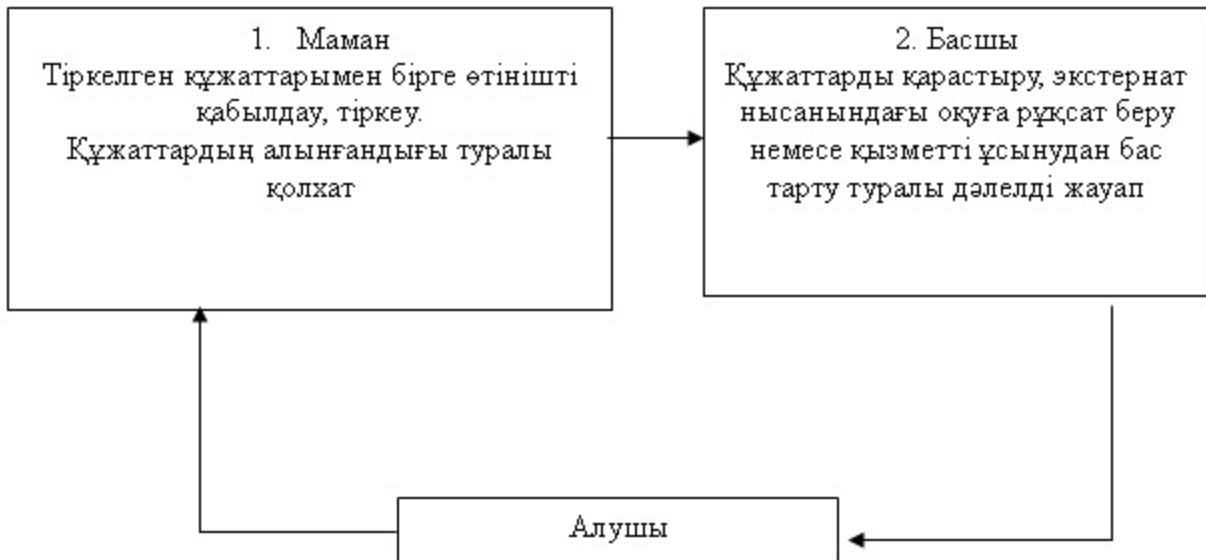 1. Маман
Тіркелген құжаттарымен бірге өтінішті
қабылдау, тіркеу.
Құжаттардың алынғандығы туралы
қолхат
2. Басшы
Құжаттарды қарастыру, экстернат
нысанындағы оқуға рұқсат беру
немесе қызметті ұсынудан бас
тарту туралы дәлелді жауап
Алушы